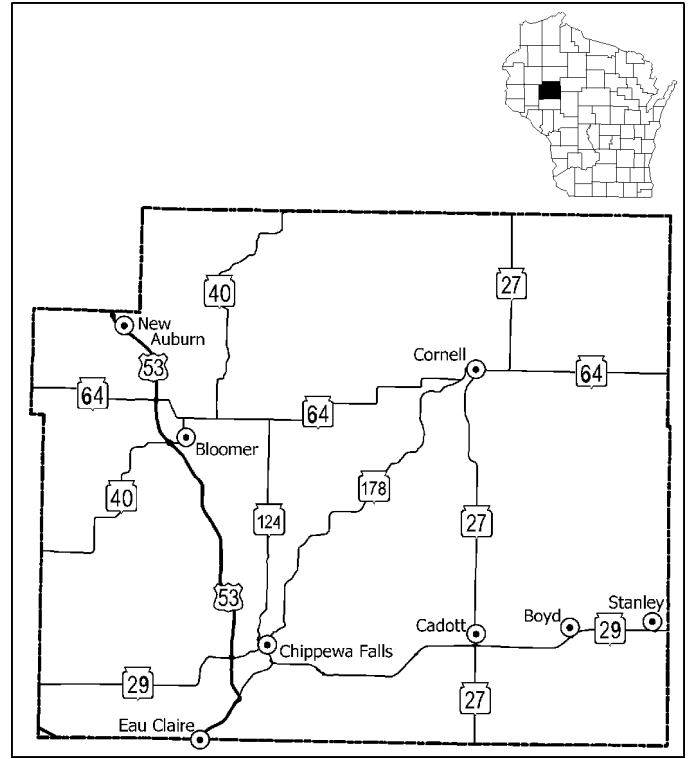 40
27
New
Auburn
53
Cornell
64
64
64
Bloomer
178
40
124
27
53
Stanley
Boyd
Cadott
29
Chippewa Falls
29
27
Eau Claire